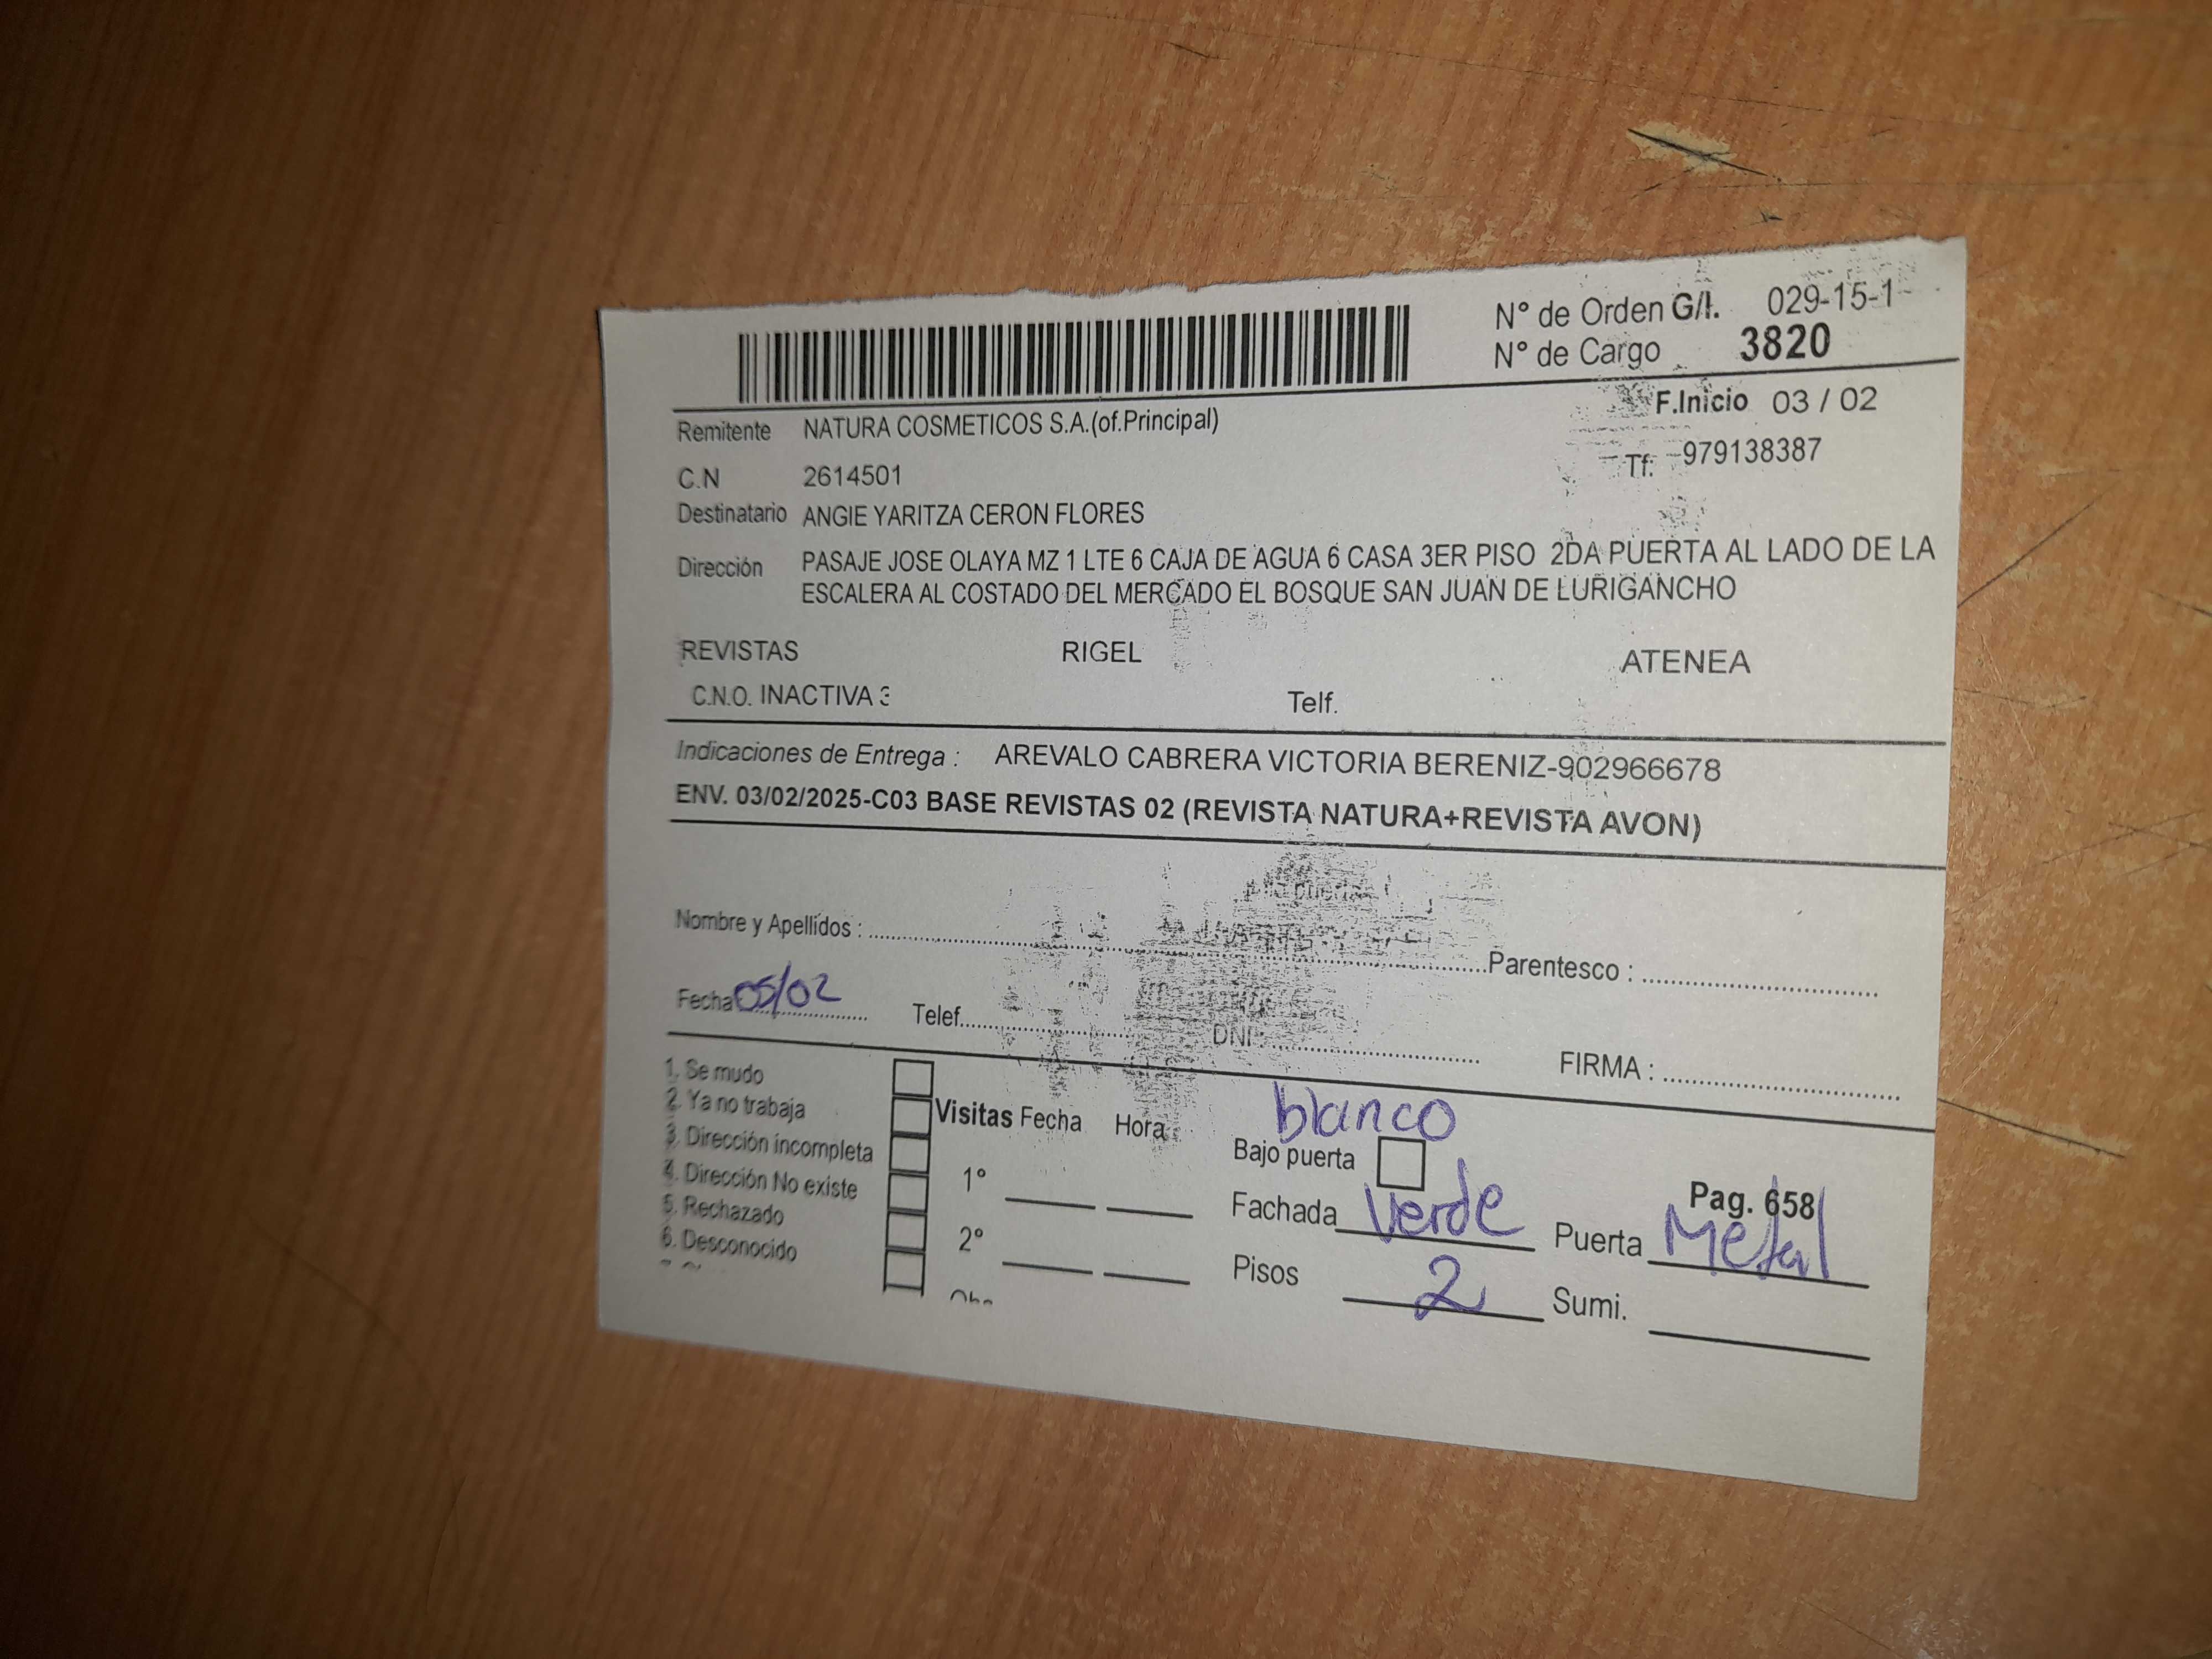 N° de Orden G/I. 029-15-1
N° de Cargo 3820
F.Inicio 03 / 02
Remitente NATURA COSMETICOS S.A.(of.Principal)
Tf: 979138387
C.N 2614501
Destinatario ANGIE YARITZA CERON FLORES
Dirección PASAJE JOSE OLAYA MZ 1 LTE 6 CAJA DE AGUA 6 CASA 3ER PISO 2DA PUERTA AL LADO DE LA
ESCALERA AL COSTADO DEL MERCADO EL BOSQUE SAN JUAN DE LURIGANCHO
REVISTAS RIGEL ATENEA
C.N.O. INACTIVA 3 Telf.
Indicaciones de Entrega : AREVALO CABRERA VICTORIA BERENIZ-902966678
ENV. 03/02/2025-C03 BASE REVISTAS 02 (REVISTA NATURA+REVISTA AVON)
Nombre y Apellidos : Parentesco :
Fecha 05/02 Telef. DNI : FIRMA :
1. Se mudo
2. Ya no trabaja
3. Dirección incompleta
4. Dirección No existe
5. Rechazado
6. Desconocido
Visitas Fecha Hora
1°
2°
blanco
Bajo puerta
Pag. 658
Fachada Verde Puerta Metal
Pisos 2 Sumi.